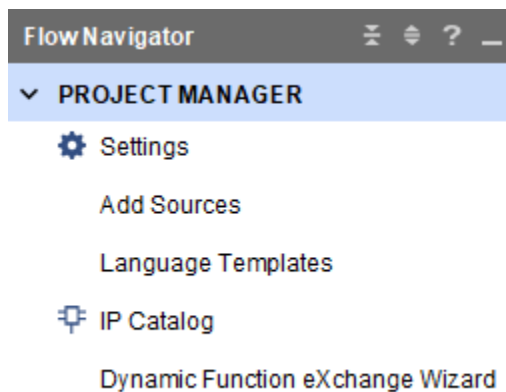 Flow Navigator ?
PROJECT MANAGER
Settings
Add Sources
Language Templates
IP Catalog
Dynamic Function eXchange Wizard